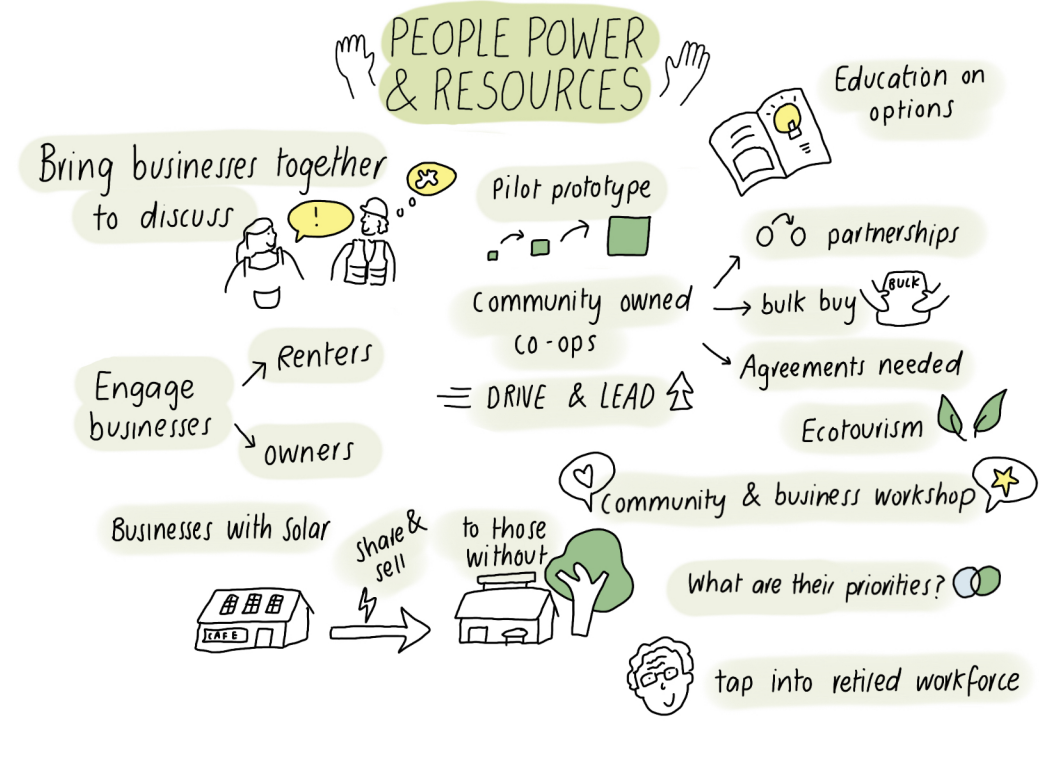 PEOPLE POWER
& RESOURCES
Education on
options
Bring businesses together
to discuss
!
Pilot prototype
partnerships
Community owned
co-ops
bulk buy
BULK
Agreements needed
DRIVE & LEAD
Engage
businesses
Renters
owners
Ecotourism
Community & business workshop
Businesses with Solar
share &
sell
to those
without
CAFE
What are their priorities?
tap into retired workforce